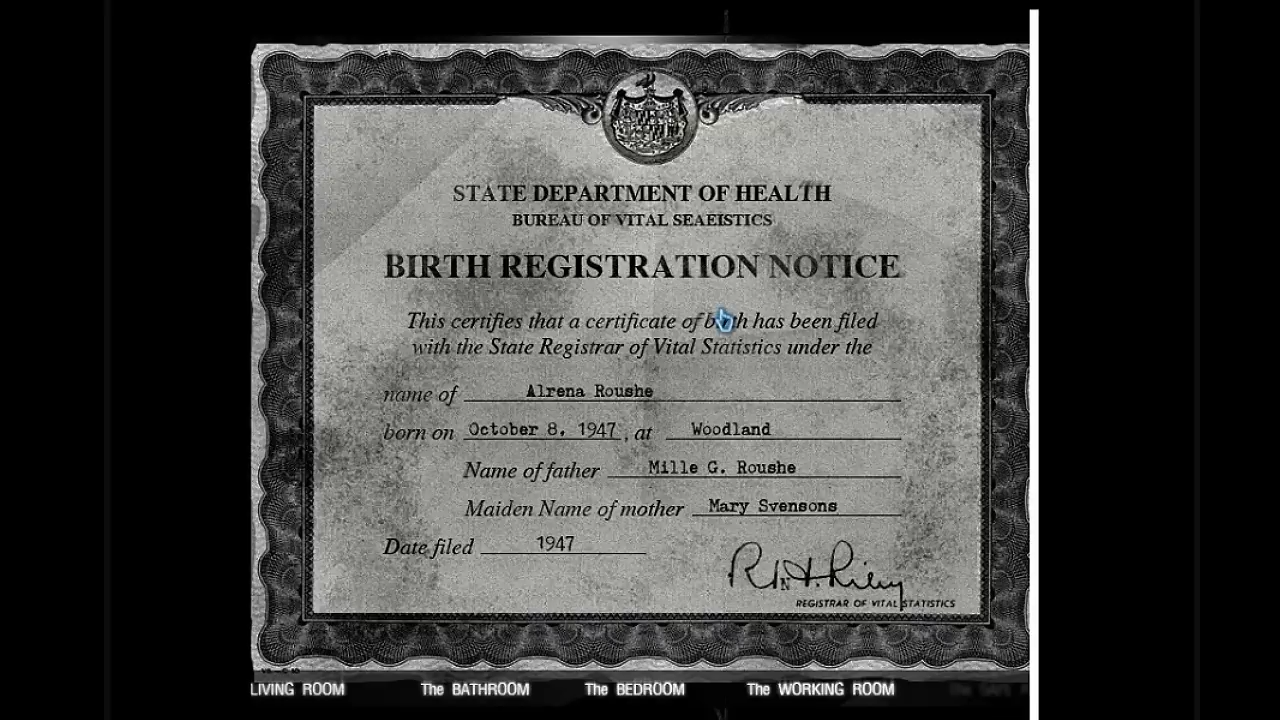 STATE DEPARTMENT OF HEALTH
BUREAU OF VITAL SEAEISTICS
BIRTH REGISTRATION NOTICE
This certifies that a certificate of birth has been filed
with the State Registrar of Vital Statistics under the
name of Alrena Roushe
born on October 8, 1947, at Woodland
Name of father Mille G. Roushe
Maiden Name of mother Mary Svensons
Date filed 1947
REGISTRAR OF VITAL STATISTICS
LIVING ROOM The BATHROOM The BEDROOM The WORKING ROOM